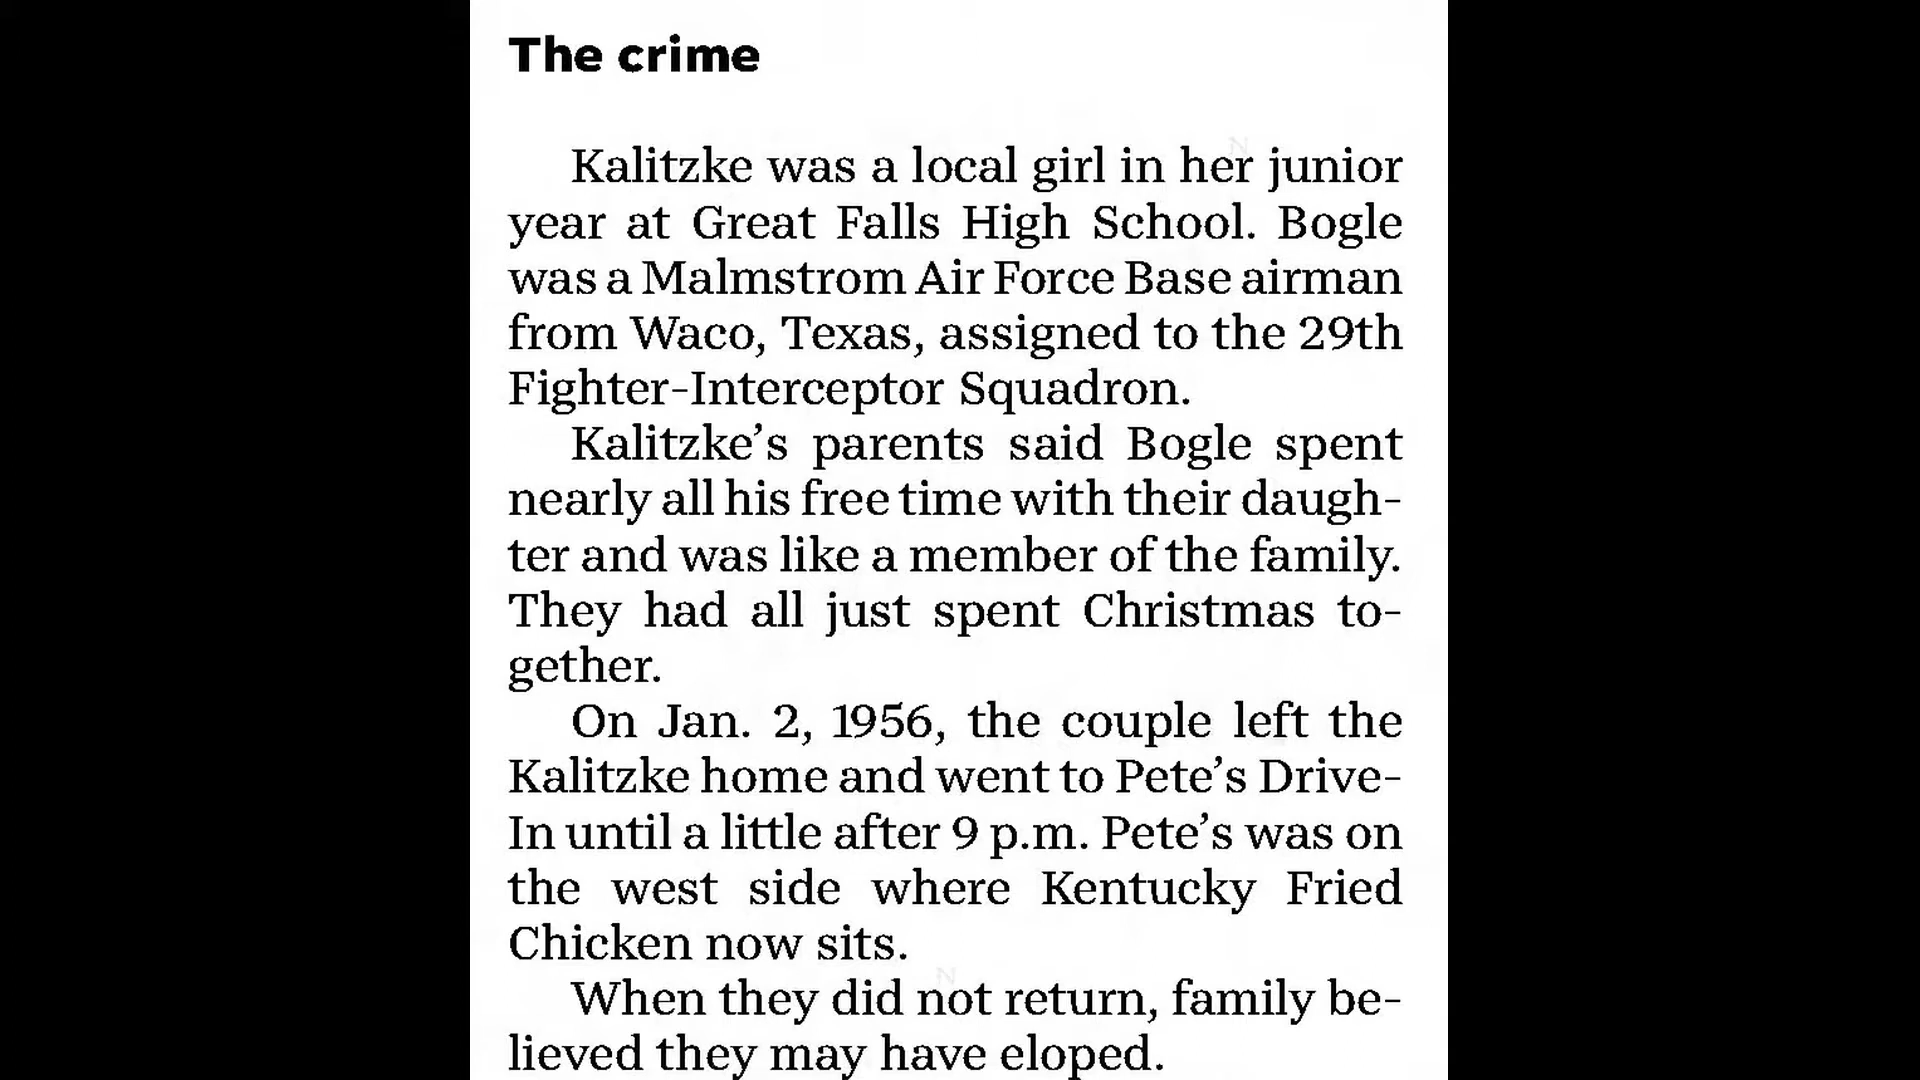 The crime
Kalitzke was a local girl in her junior
year at Great Falls High School. Bogle
was a Malmstrom Air Force Base airman
from Waco, Texas, assigned to the 29th
Fighter-Interceptor Squadron.
Kalitzke’s parents said Bogle spent
nearly all his free time with their daugh-
ter and was like a member of the family.
They had all just spent Christmas to-
gether.
On Jan. 2, 1956, the couple left the
Kalitzke home and went to Pete’s Drive-
In until a little after 9 p.m. Pete’s was on
the west side where Kentucky Fried
Chicken now sits.
When they did not return, family be-
lieved they may have eloped.